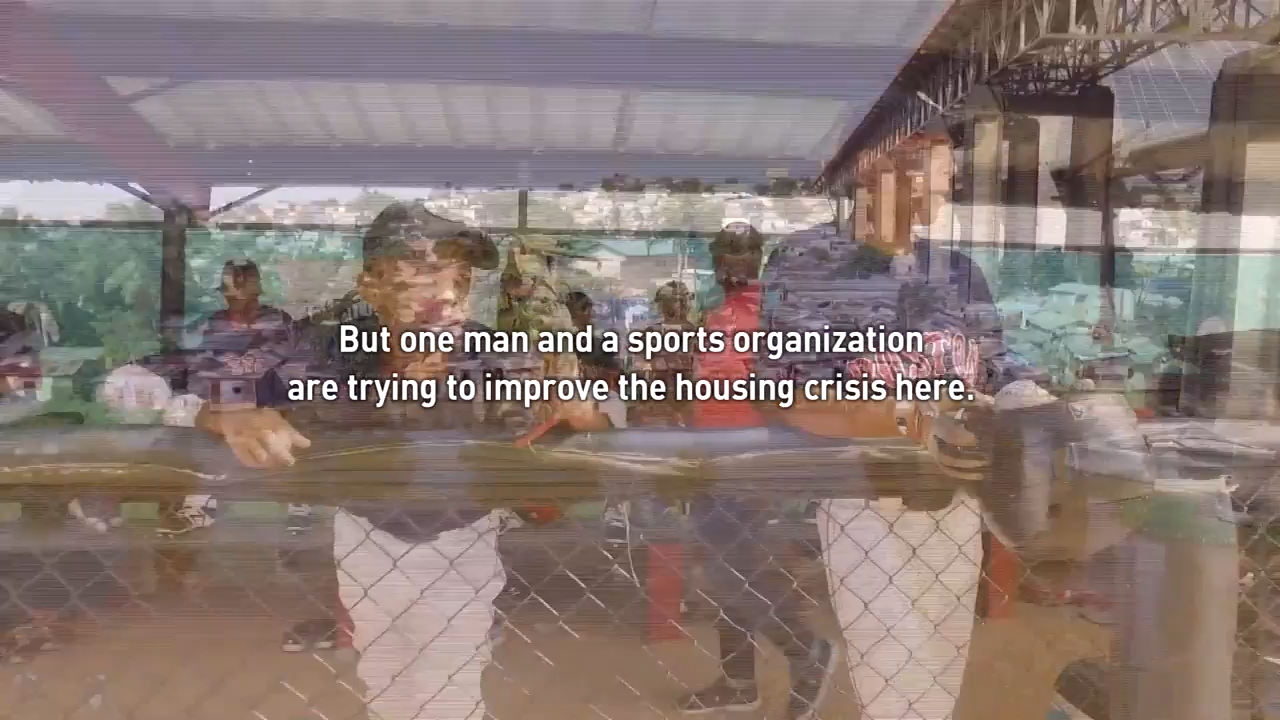 But one man and a sports organization
are trying to improve the housing crisis here.